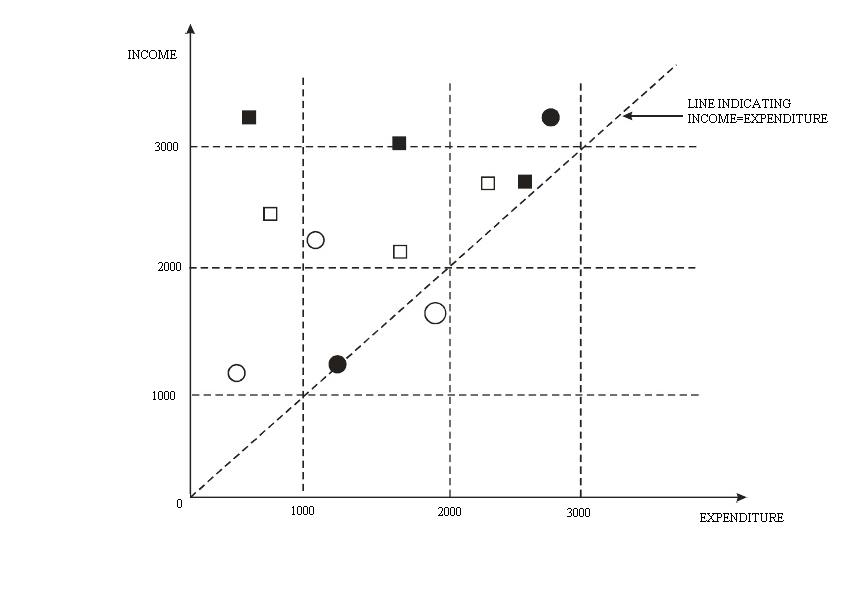 INCOME
LINE INDICATING
INCOME=EXPENDITURE
3000
2000
1000
0
1000
2000
3000
EXPENDITURE